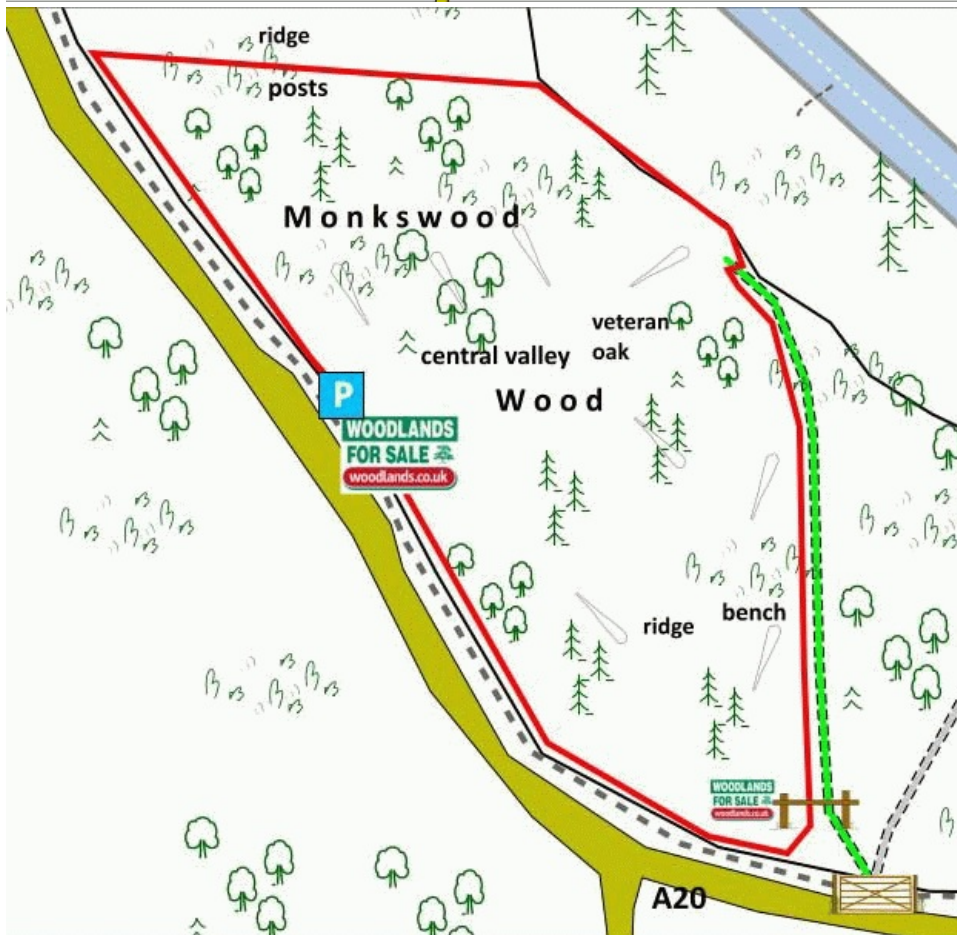 ridge
posts
Monkswood
veteran
oak
central valley
Wood
P
WOODLANDS
FOR SALE
woodlands.co.uk
ridge
bench
WOODLANDS
FOR SALE
woodlands.co.uk
A20